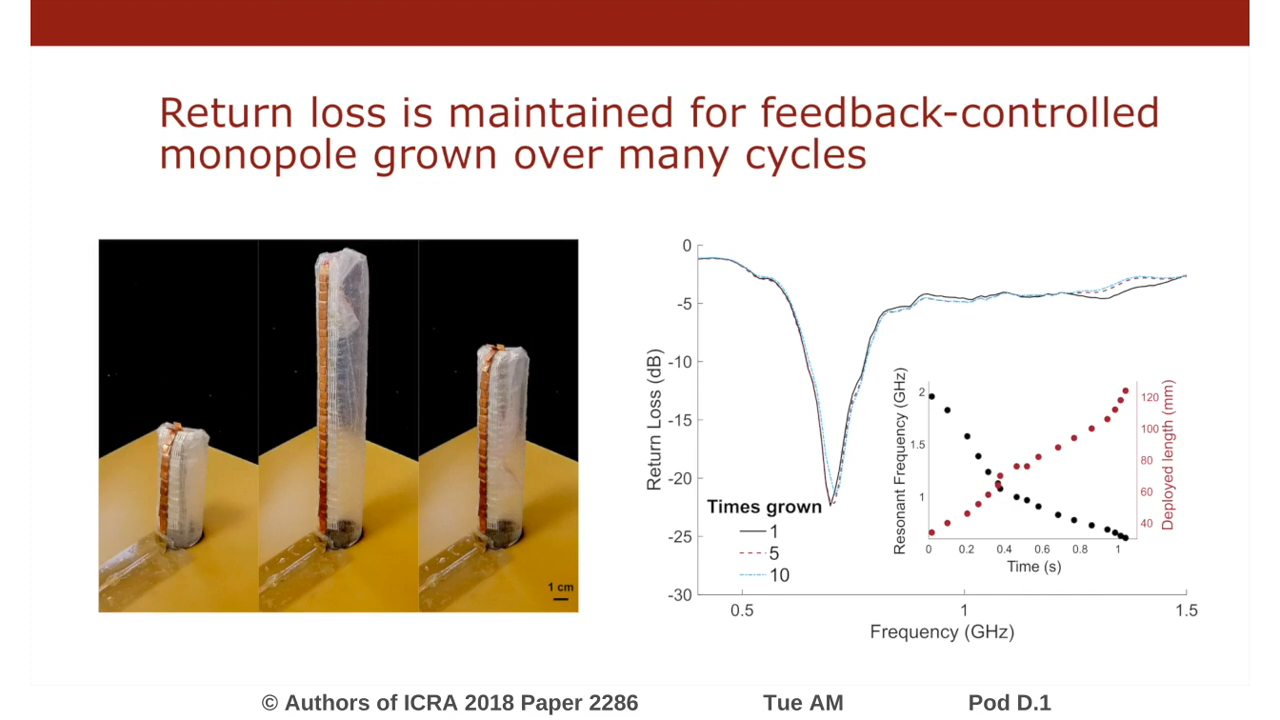 Return loss is maintained for feedback-controlled
monopole grown over many cycles
1 cm
0
-5
-10
-15
-20
-25
-30
Return Loss (dB)
0.5
1
1.5
Frequency (GHz)
Times grown
1
5
10
2
1.5
1
Resonant Frequency (GHz)
0
0.2
0.4
0.6
0.8
1
Time (s)
120
100
80
60
40
Deployed length (mm)
© Authors of ICRA 2018 Paper 2286 Tue AM Pod D.1